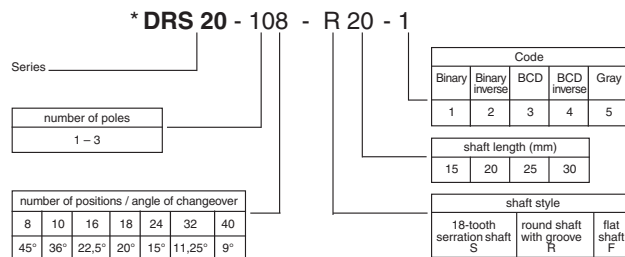 * DRS 20 - 108 - R 20 - 1
Series
Code
Binary Binary inverse BCD BCD inverse Gray
1 2 3 4 5
number of poles
1 – 3
shaft length (mm)
15 20 25 30
number of positions / angle of changeover
8 10 16 18 24 32 40
45° 36° 22,5° 20° 15° 11,25° 9°
shaft style
18-tooth serration shaft S
round shaft with groove R
flat shaft F